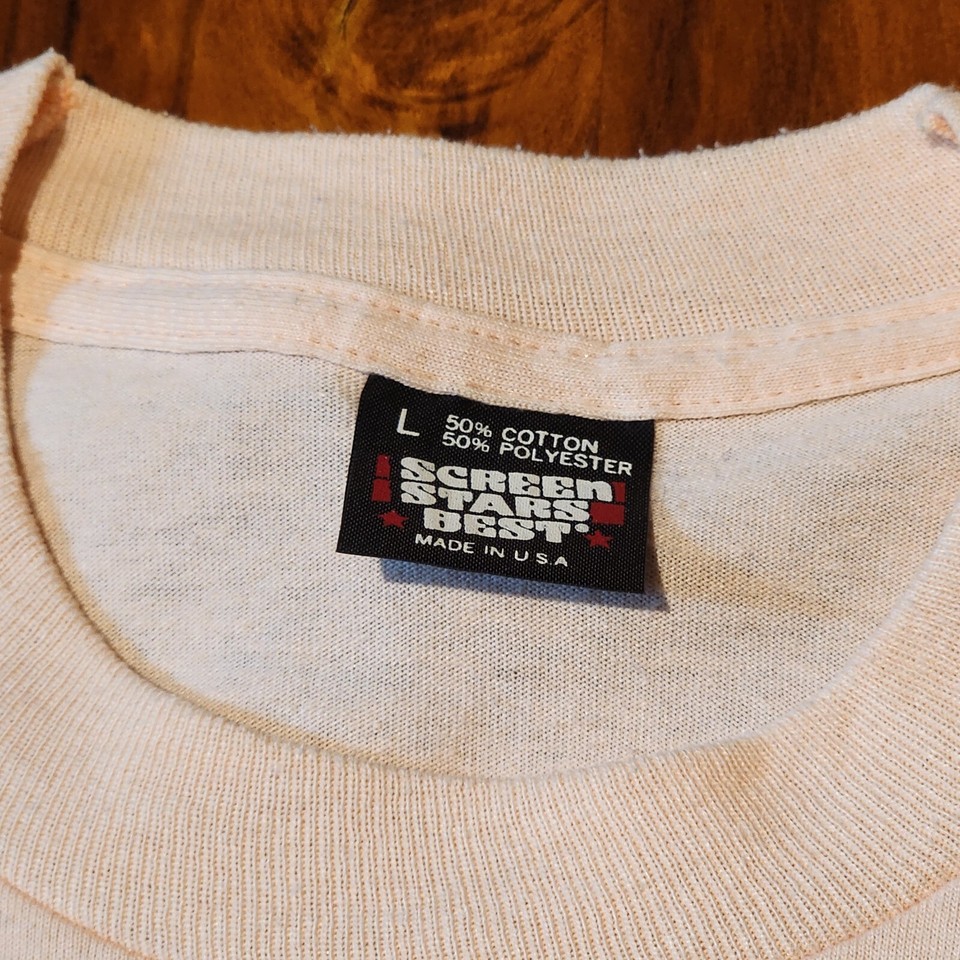 L
50% COTTON
50% POLYESTER
SCREEN
STARS
BEST
MADE IN U S.A